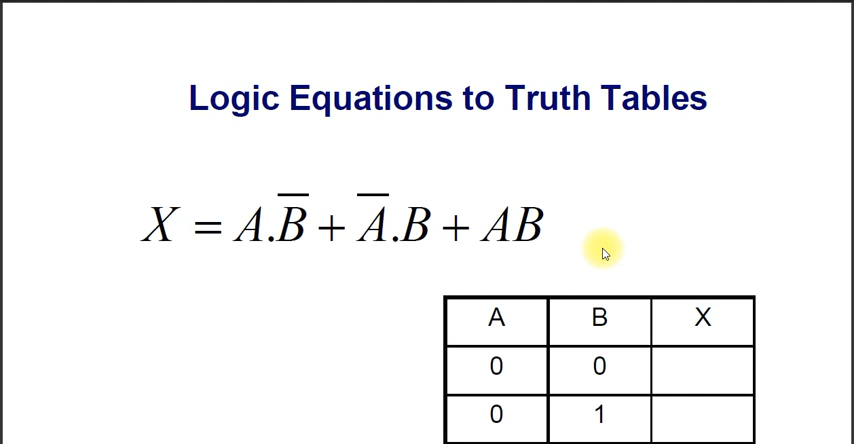 Logic Equations to Truth Tables
X = A.B̅ + A̅.B + AB
A B X
0 0
0 1